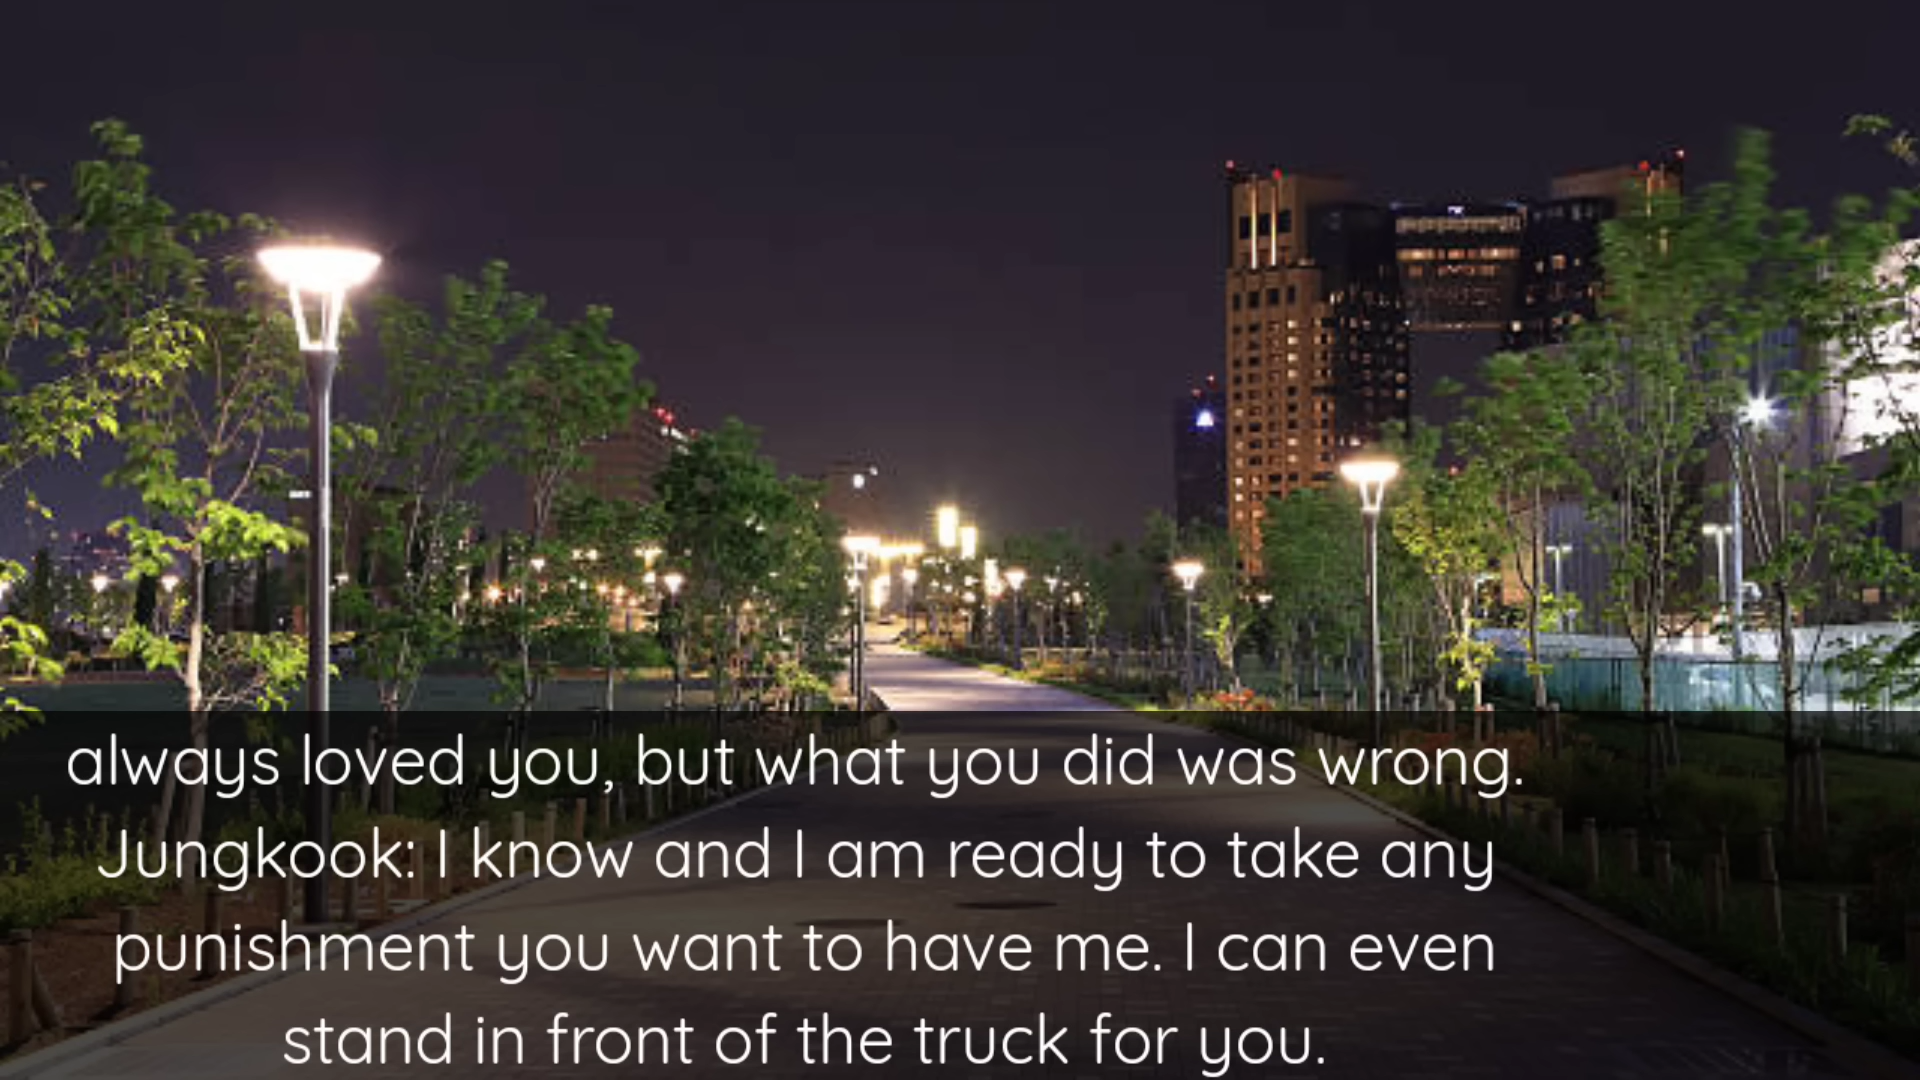 always loved you, but what you did was wrong.
Jungkook: I know and I am ready to take any
punishment you want to have me. I can even
stand in front of the truck for you.